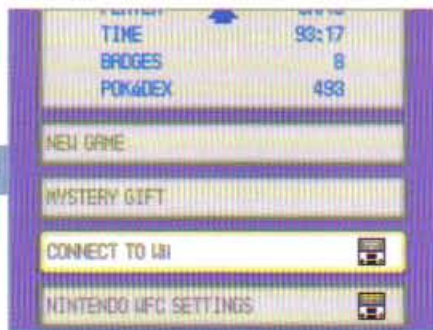 TIME 93:17
BADGES 8
POKéDEX 493
NEW GAME
MYSTERY GIFT
CONNECT TO Wii
NINTENDO WFC SETTINGS